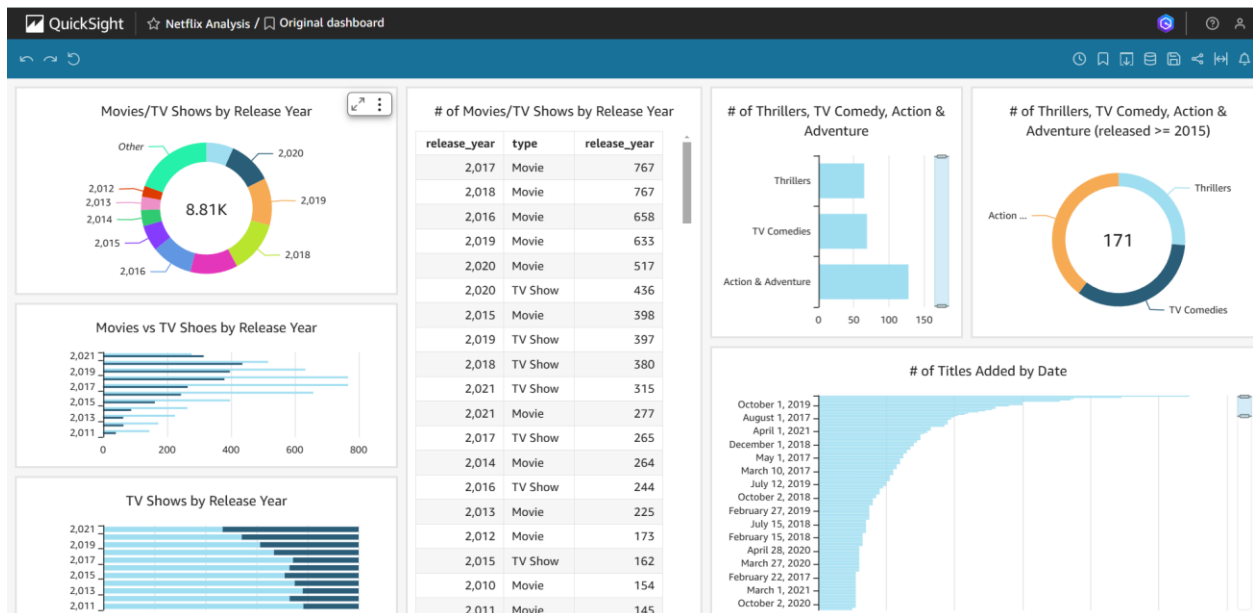 QuickSight
Netflix Analysis / Original dashboard
Movies/TV Shows by Release Year
Other
2,020
2,012
2,013
2,019
2,014
8.81K
2,015
2,018
2,016
Movies vs TV Shoes by Release Year
2,021
2,019
2,017
2,015
2,013
2,011
0 200 400 600 800
TV Shows by Release Year
2,021
2,019
2,017
2,015
2,013
2,011
# of Movies/TV Shows by Release Year
release_year type release_year
2,017 Movie 767
2,018 Movie 767
2,016 Movie 658
2,019 Movie 633
2,020 Movie 517
2,020 TV Show 436
2,015 Movie 398
2,019 TV Show 397
2,018 TV Show 380
2,021 TV Show 315
2,021 Movie 277
2,017 TV Show 265
2,014 Movie 264
2,016 TV Show 244
2,013 Movie 225
2,012 Movie 173
2,015 TV Show 162
2,010 Movie 154
2,011 Movie 145
# of Thrillers, TV Comedy, Action &
Adventure
Thrillers
TV Comedies
Action & Adventure
0 50 100 150
# of Thrillers, TV Comedy, Action &
Adventure (released >= 2015)
Thrillers
Action ...
171
TV Comedies
# of Titles Added by Date
October 1, 2019
August 1, 2017
April 1, 2021
December 1, 2018
May 1, 2017
March 10, 2017
July 12, 2019
October 2, 2018
February 27, 2019
July 15, 2018
February 15, 2018
April 28, 2020
March 27, 2020
February 22, 2017
March 1, 2021
October 2, 2020